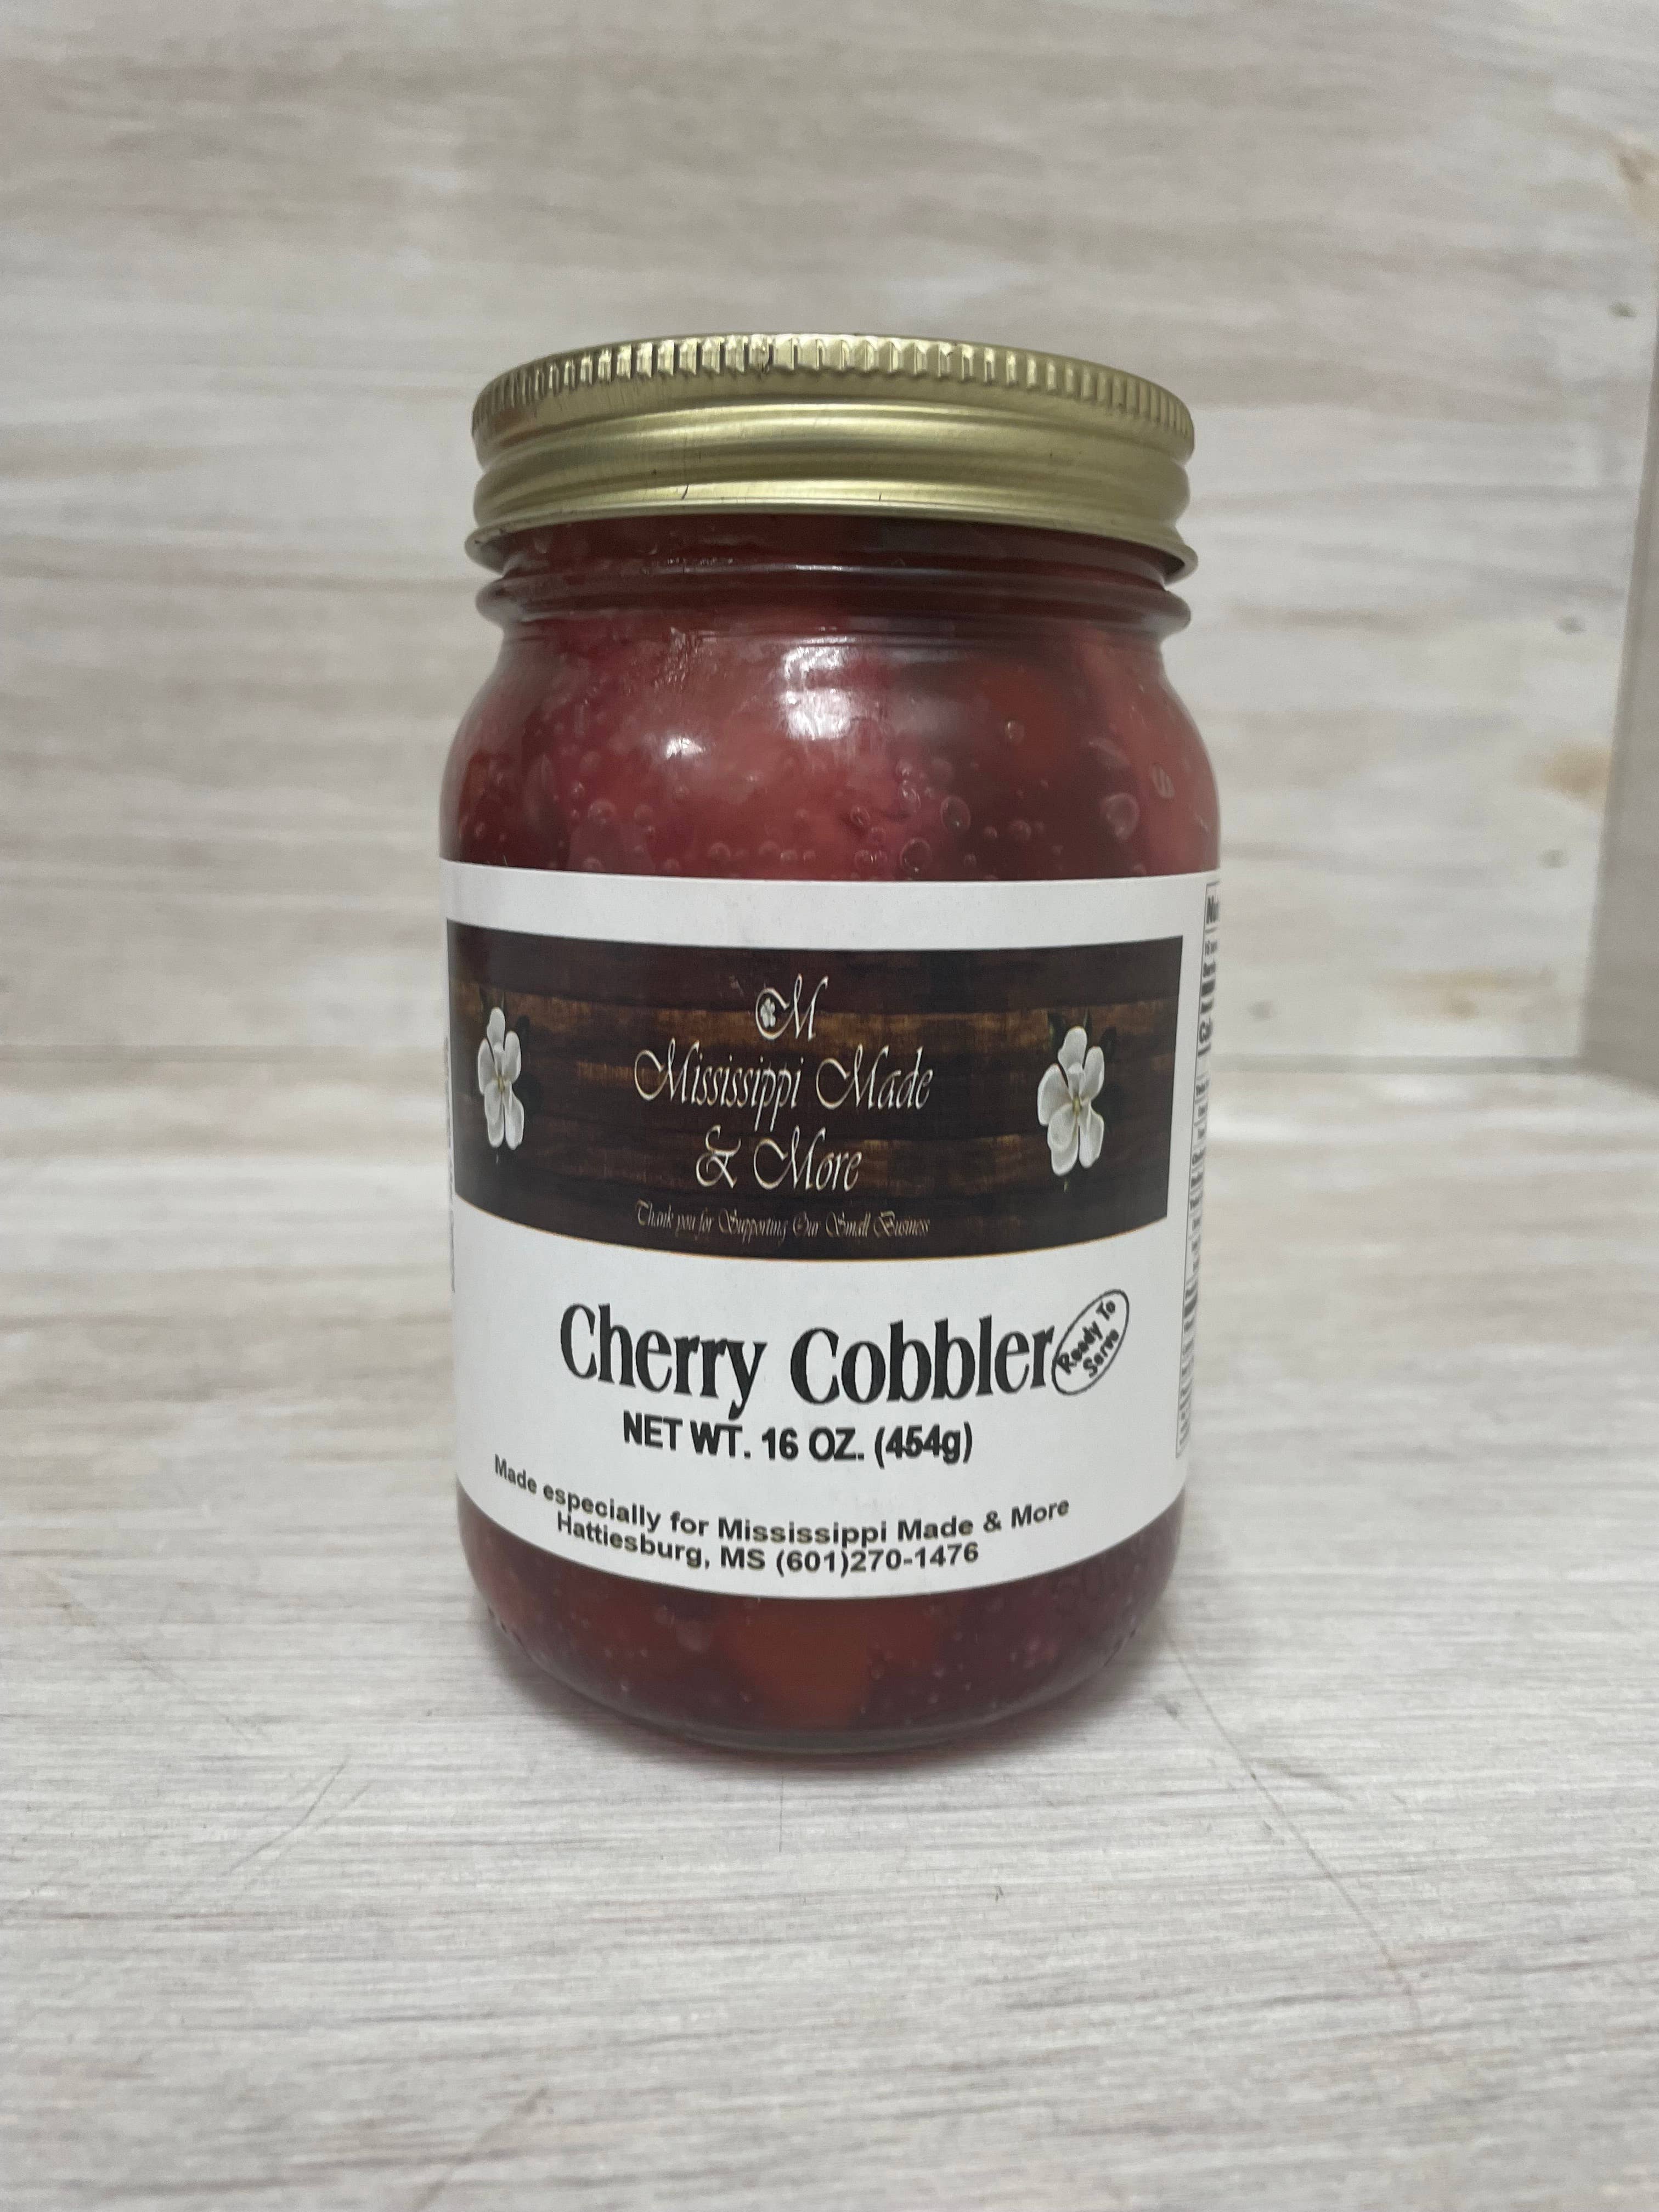 M
Mississippi Made
& More
Thank you for Supporting Our Small Business
Cherry Cobbler
Ready To
Serve
NET WT. 16 OZ. (454g)
Made especially for Mississippi Made & More
Hattiesburg, MS (601)270-1476